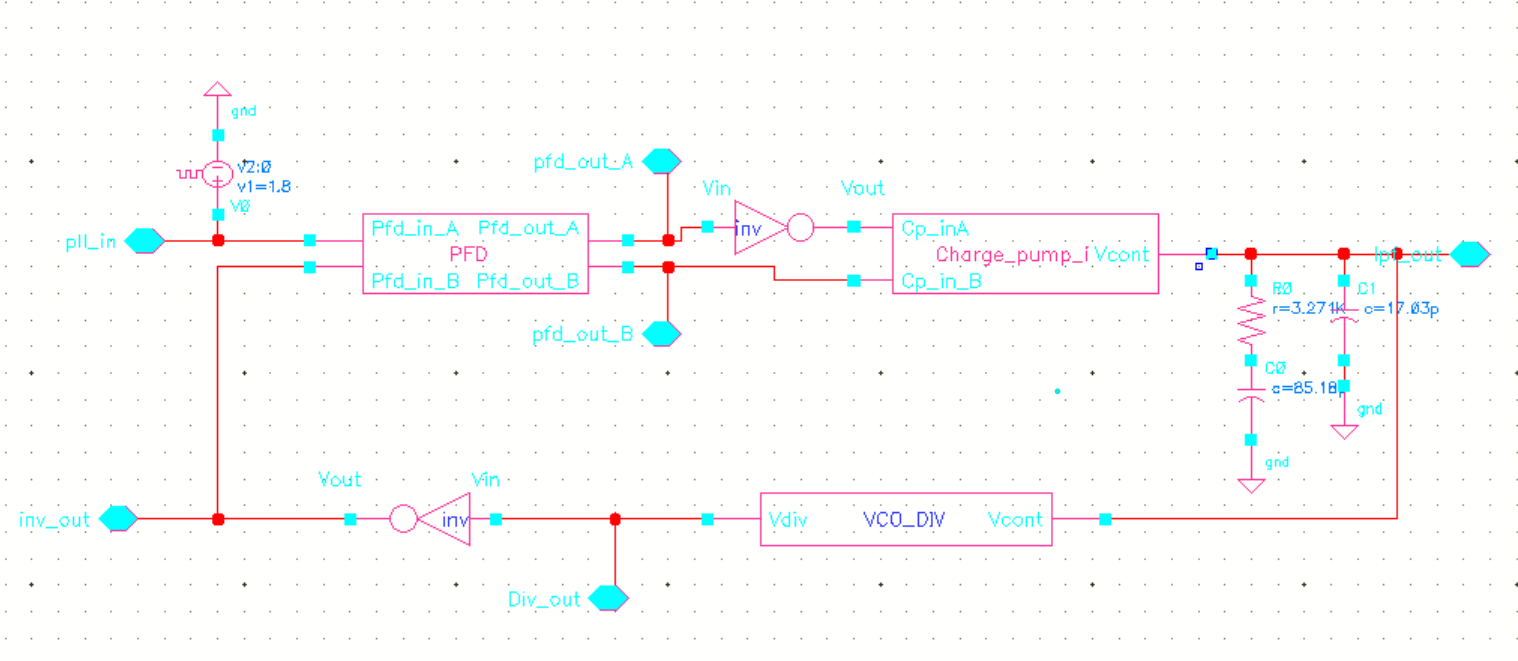 gnd
v2:0
v1=1.8
V0
pll_in
pfd_out_A
Pfd_in_A Pfd_out_A
PFD
Pfd_in_B Pfd_out_B
pfd_out_B
Vin
Vout
inv
Cp_inA
Charge_pump_i Vcont
Cp_in_B
lpf_out
R0
r=3.271K
C1
c=17.03p
C0
c=85.18p
gnd
gnd
Vout
Vin
inv_out
inv
Vdiv VCO_DIV Vcont
Div_out